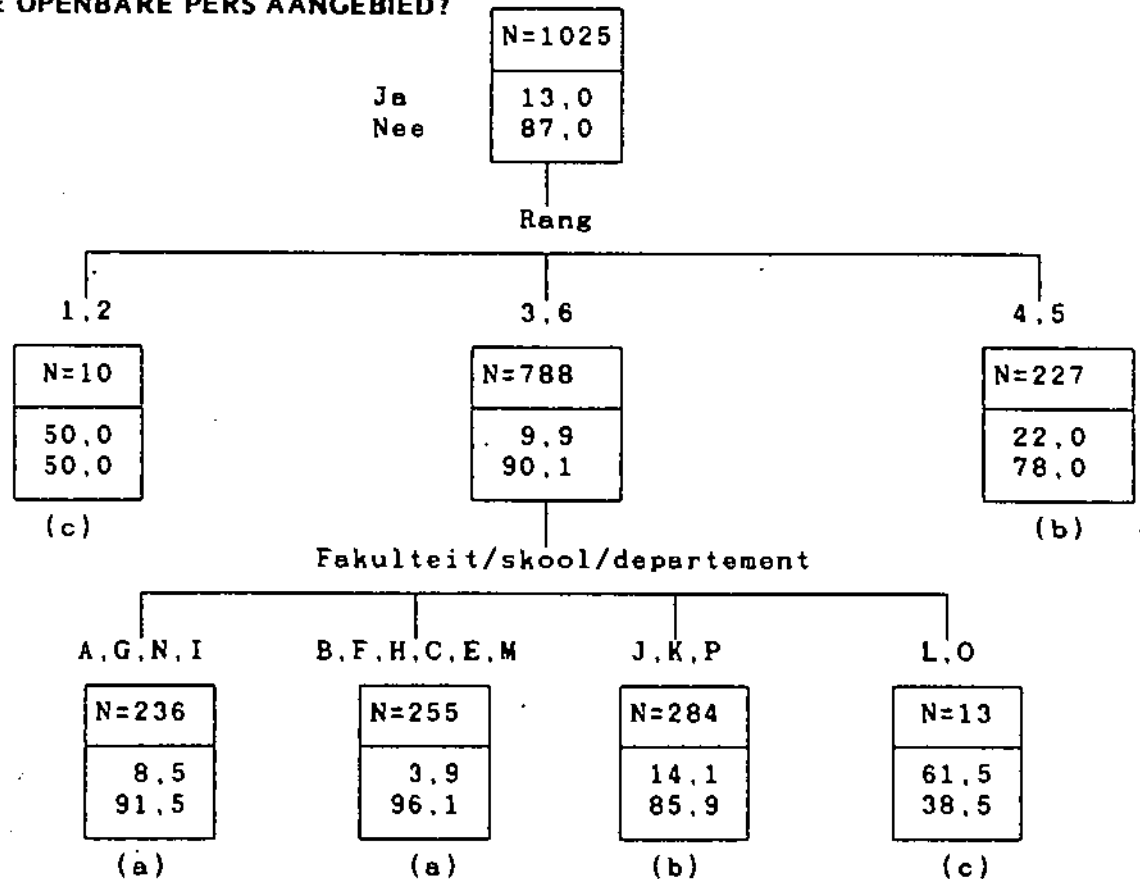 OPENBARE PERS AANGEBIED?
N=1025
Ja 13,0
Nee 87,0
Rang
1,2 3,6 4,5
N=10 N=788 N=227
50,0 9,9 22,0
50,0 90,1 78,0
(c) (b)
Fakulteit/skool/departement
A,G,N,I B,F,H,C,E,M J,K,P L,O
N=236 N=255 N=284 N=13
8,5 3,9 14,1 61,5
91,5 96,1 85,9 38,5
(a) (a) (b) (c)